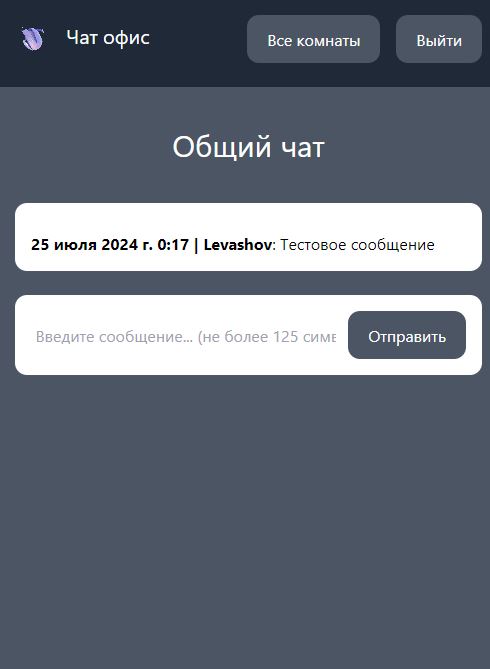 Чат офис
Все комнаты
Выйти
Общий чат
25 июля 2024 г. 0:17 | Levashov: Тестовое сообщение
Введите сообщение... (не более 125 симв
Отправить